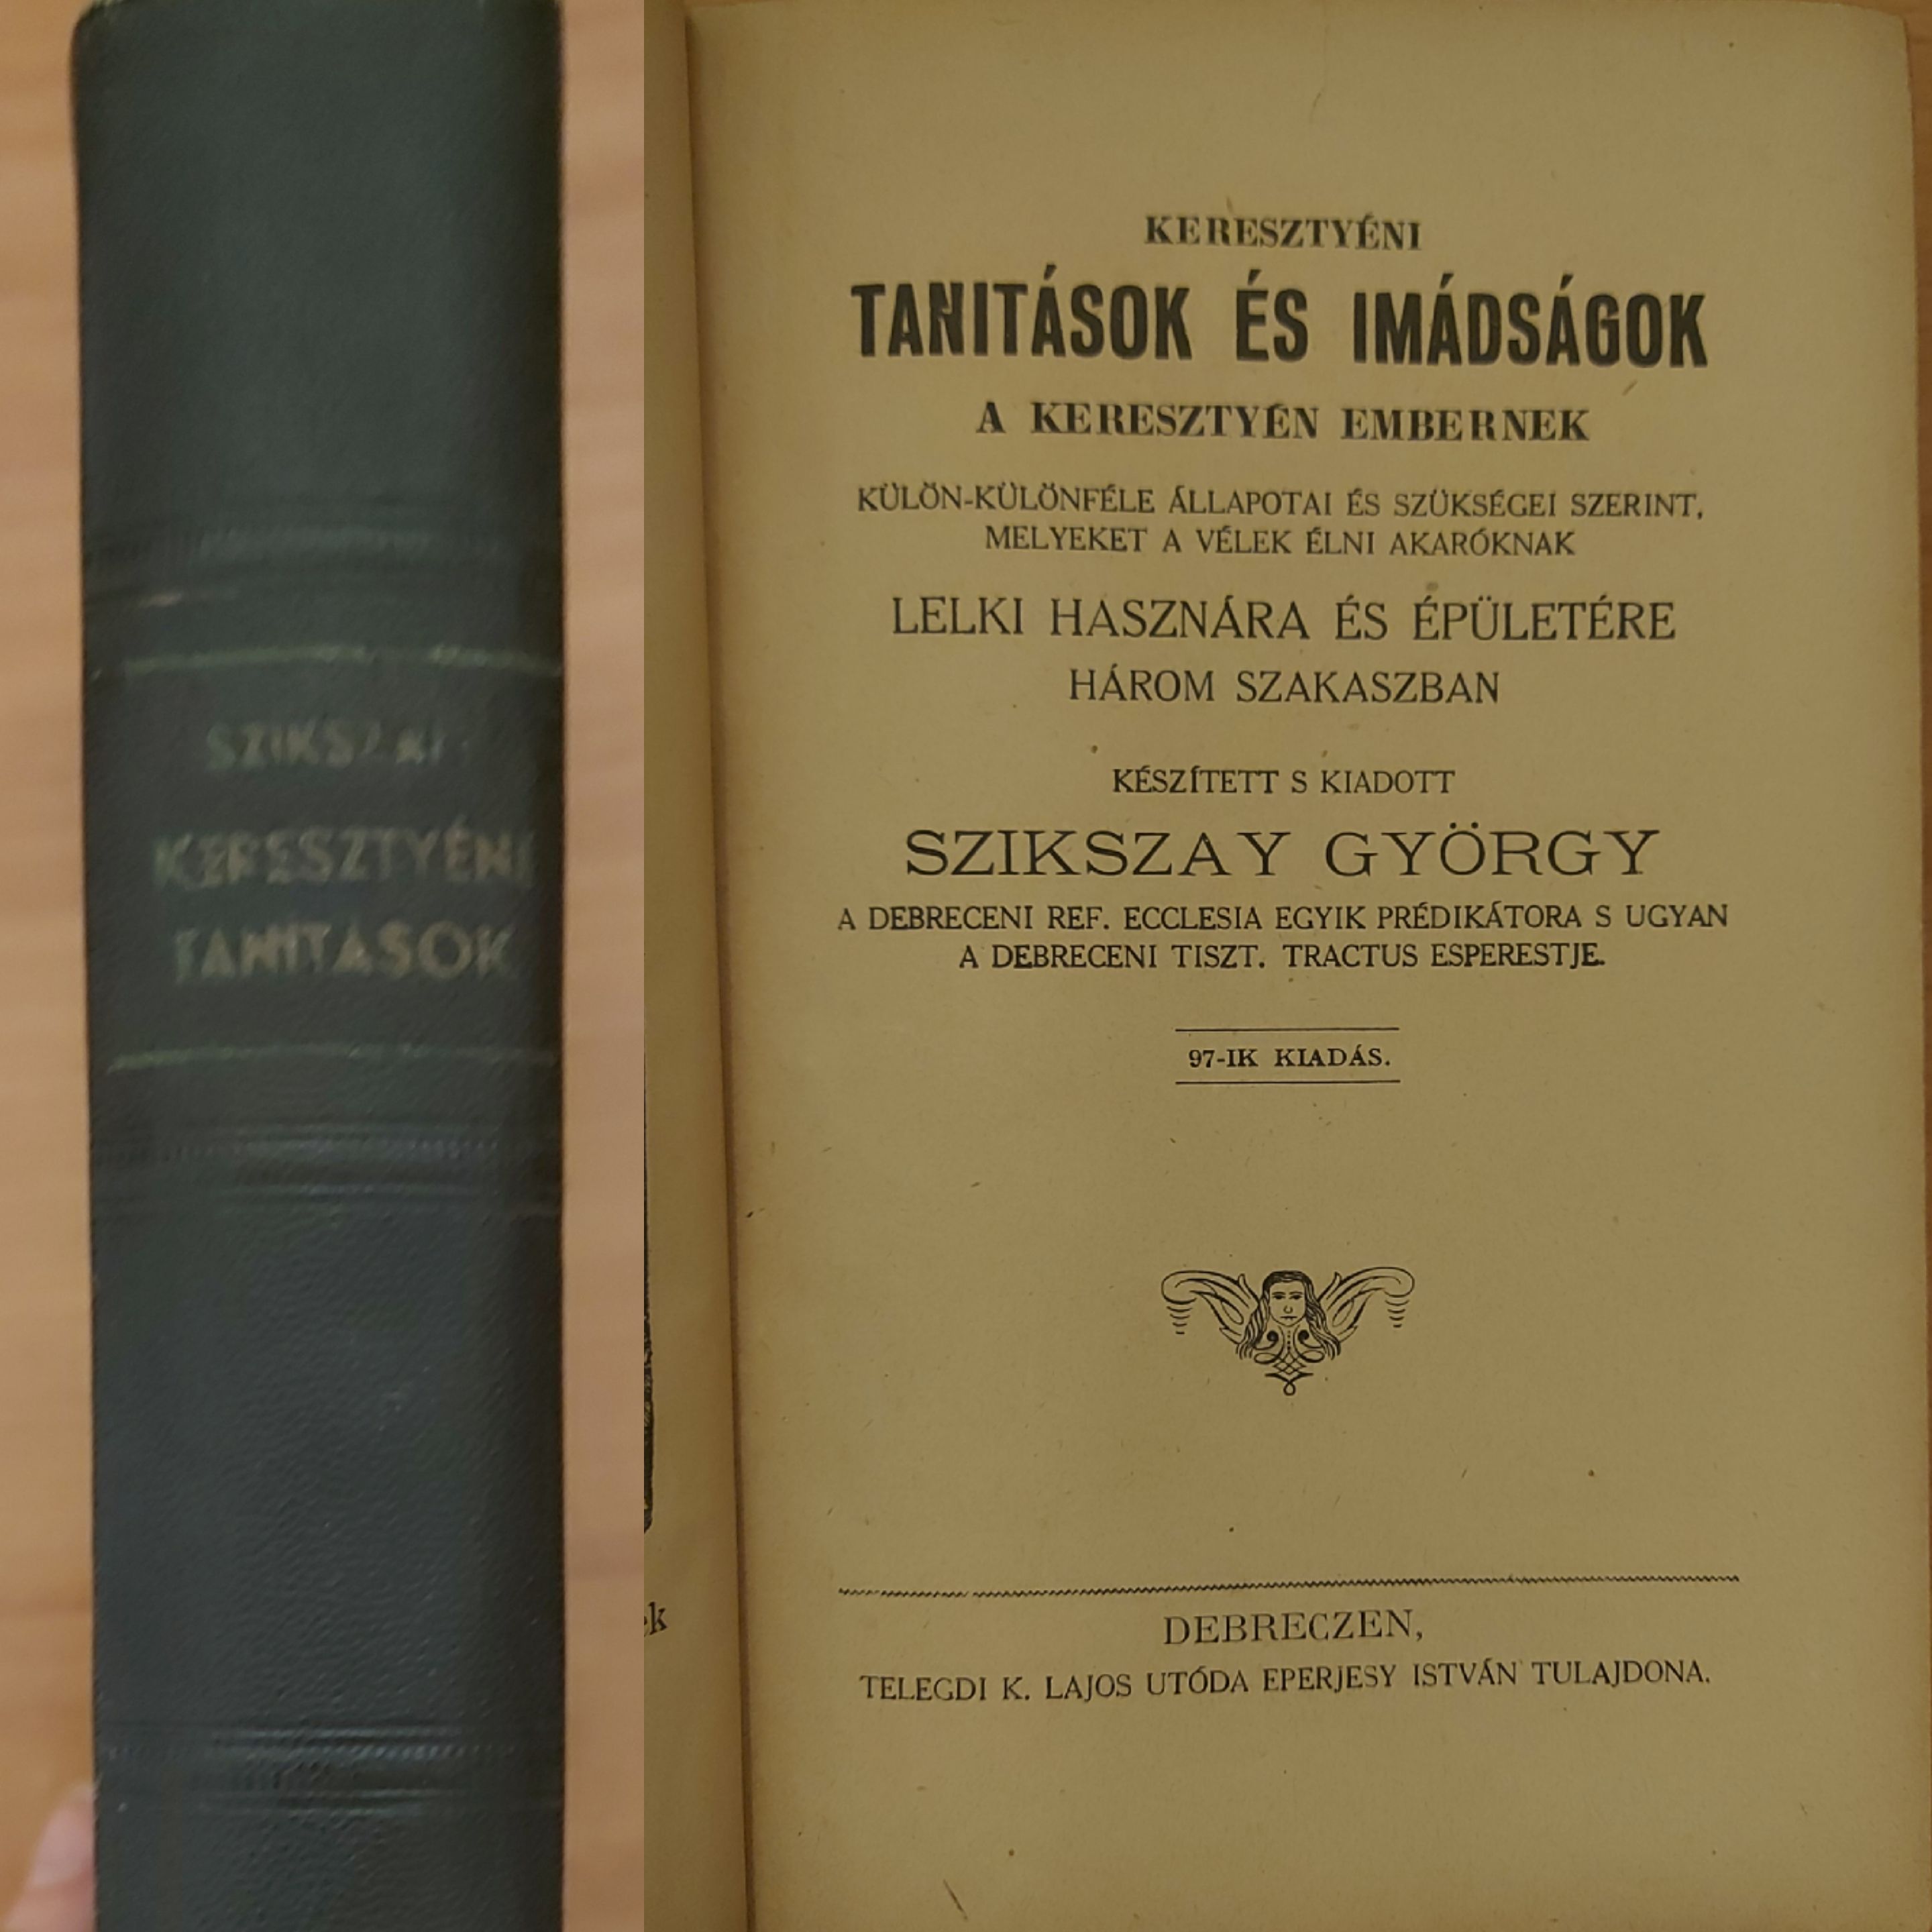 KERESZTYÉNI
TANITÁSOK
KERESZTYÉNI
TANITÁSOK ÉS IMÁDSÁGOK
A KERESZTYÉN EMBERNEK
KÜLÖN-KÜLÖNFÉLE ÁLLAPOTAI ÉS SZÜKSÉGEI SZERINT,
MELYEKET A VÉLEK ÉLNI AKARÓKNAK
LELKI HASZNÁRA ÉS ÉPÜLETÉRE
HÁROM SZAKASZBAN
KÉSZÍTETT S KIADOTT
SZIKSZAY GYÖRGY
A DEBRECENI REF. ECCLESIA EGYIK PRÉDIKÁTORA S UGYAN
A DEBRECENI TISZT. TRACTUS ESPERESTJE.
97-IK KIADÁS.
DEBRECZEN,
TELEGDI K. LAJOS UTÓDA EPERJESY ISTVÁN TULAJDONA.